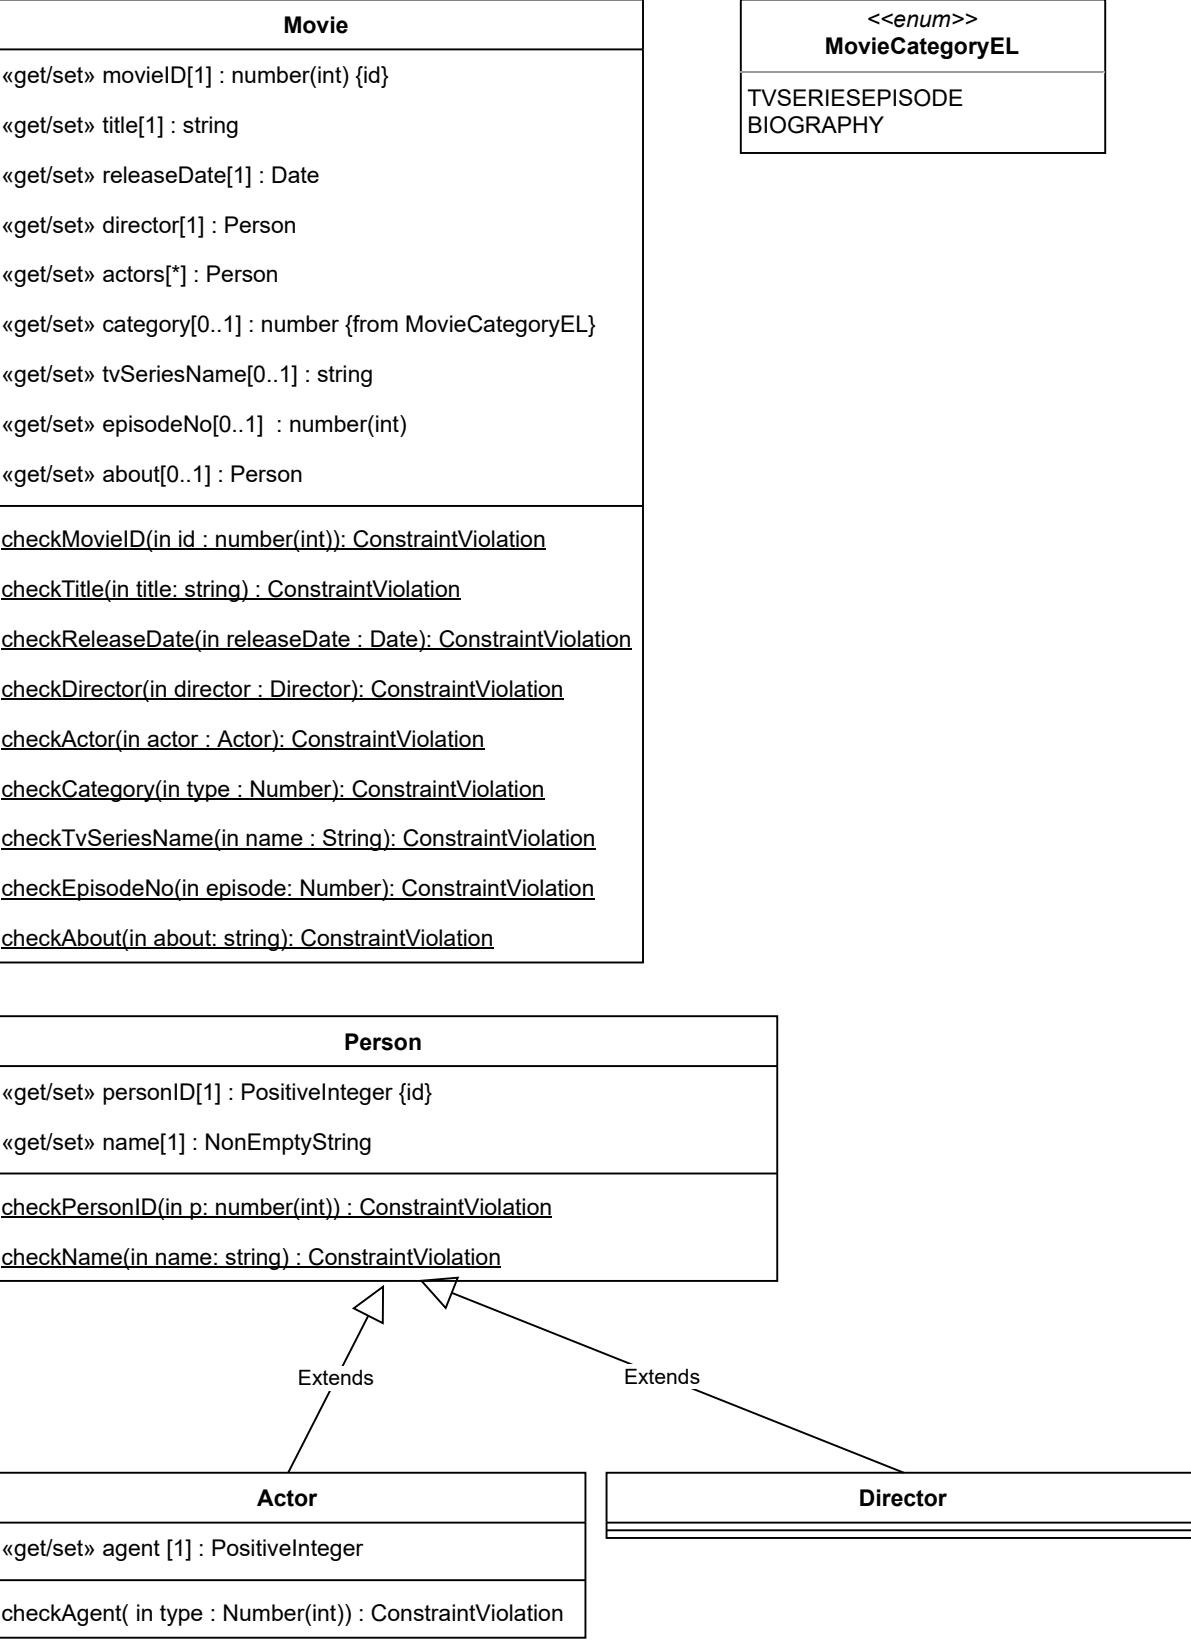 Movie
«get/set» movieID[1] : number(int) {id}
«get/set» title[1] : string
«get/set» releaseDate[1] : Date
«get/set» director[1] : Person
«get/set» actors[*] : Person
«get/set» category[0..1] : number {from MovieCategoryEL}
«get/set» tvSeriesName[0..1] : string
«get/set» episodeNo[0..1]  : number(int)
«get/set» about[0..1] : Person
checkMovieID(in id : number(int)): ConstraintViolation
checkTitle(in title: string) : ConstraintViolation
checkReleaseDate(in releaseDate : Date): ConstraintViolation
checkDirector(in director : Director): ConstraintViolation
checkActor(in actor : Actor): ConstraintViolation
checkCategory(in type : Number): ConstraintViolation
checkTvSeriesName(in name : String): ConstraintViolation
checkEpisodeNo(in episode: Number): ConstraintViolation
checkAbout(in about: string): ConstraintViolation
<<enum>>
MovieCategoryEL
TVSERIESEPISODE
BIOGRAPHY
Person
«get/set» personID[1] : PositiveInteger {id}
«get/set» name[1] : NonEmptyString
checkPersonID(in p: number(int)) : ConstraintViolation
checkName(in name: string) : ConstraintViolation
Extends
Extends
Actor
«get/set» agent [1] : PositiveInteger
checkAgent( in type : Number(int)) : ConstraintViolation
Director